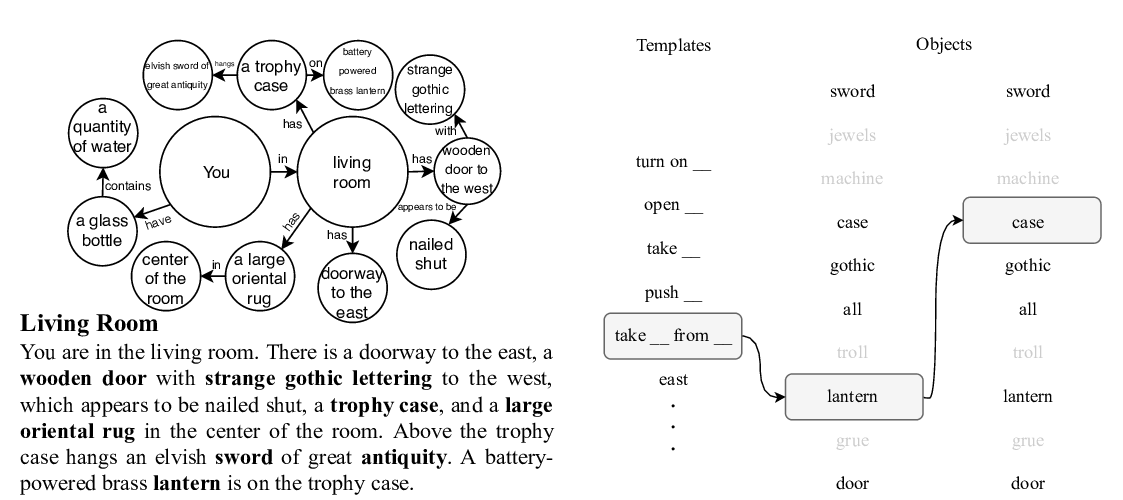 elvish sword of
great antiquity
hangs
a trophy
case
on
battery
powered
brass lantern
strange
gothic
lettering
a
quantity
of water
has
with
You
in
living
room
has
wooden
door to
the west
contains
have
a glass
bottle
has
has
appears to be
nailed
shut
center
of the
room
in
a large
oriental
rug
doorway
to the
east
Living Room
You are in the living room. There is a doorway to the east, a
wooden door with strange gothic lettering to the west,
which appears to be nailed shut, a trophy case, and a large
oriental rug in the center of the room. Above the trophy
case hangs an elvish sword of great antiquity. A battery-
powered brass lantern is on the trophy case.
Templates
turn on __
open __
take __
push __
take __ from __
east
Objects
sword
jewels
machine
case
gothic
all
troll
lantern
grue
door
sword
jewels
machine
case
gothic
all
troll
lantern
grue
door